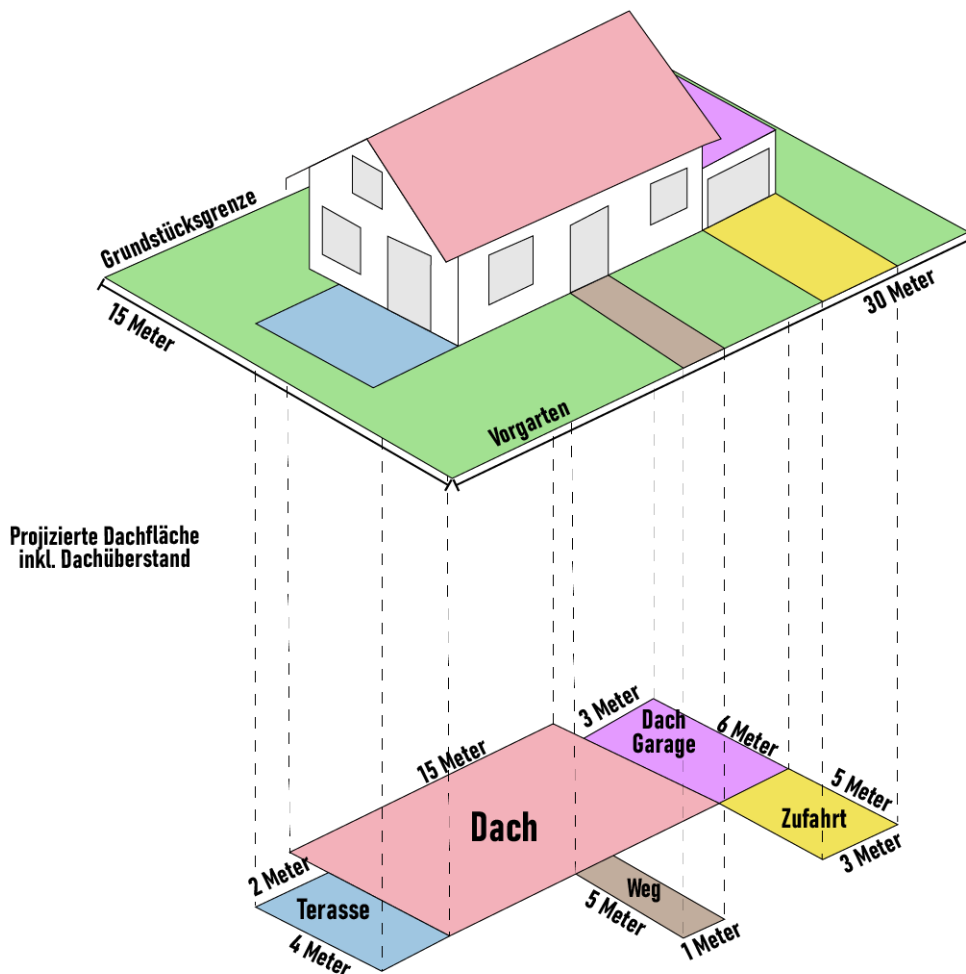 Grundstücksgrenze
15 Meter
30 Meter
Vorgarten
Projizierte Dachfläche
inkl. Dachüberstand
3 Meter
Dach
Garage
6 Meter
15 Meter
5 Meter
Dach
Zufahrt
3 Meter
2 Meter
Terasse
Weg
5 Meter
4 Meter
1 Meter